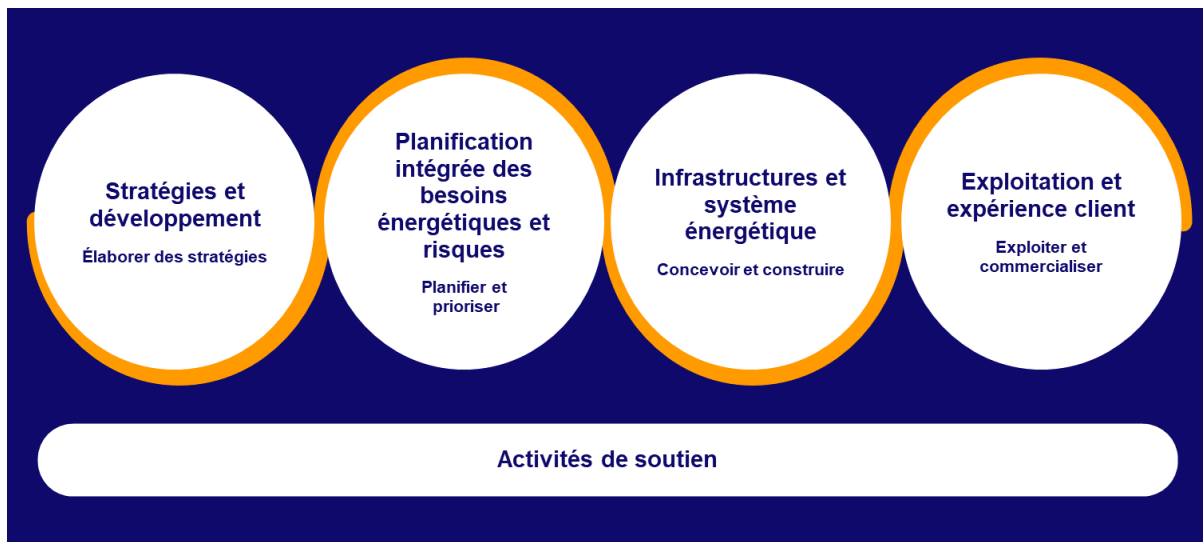 Stratégies et
développement
Élaborer des stratégies
Planification
intégrée des
besoins
énergétiques et
risques
Planifier et
prioriser
Infrastructures et
système
énergétique
Concevoir et construire
Exploitation et
expérience client
Exploiter et
commercialiser
Activités de soutien